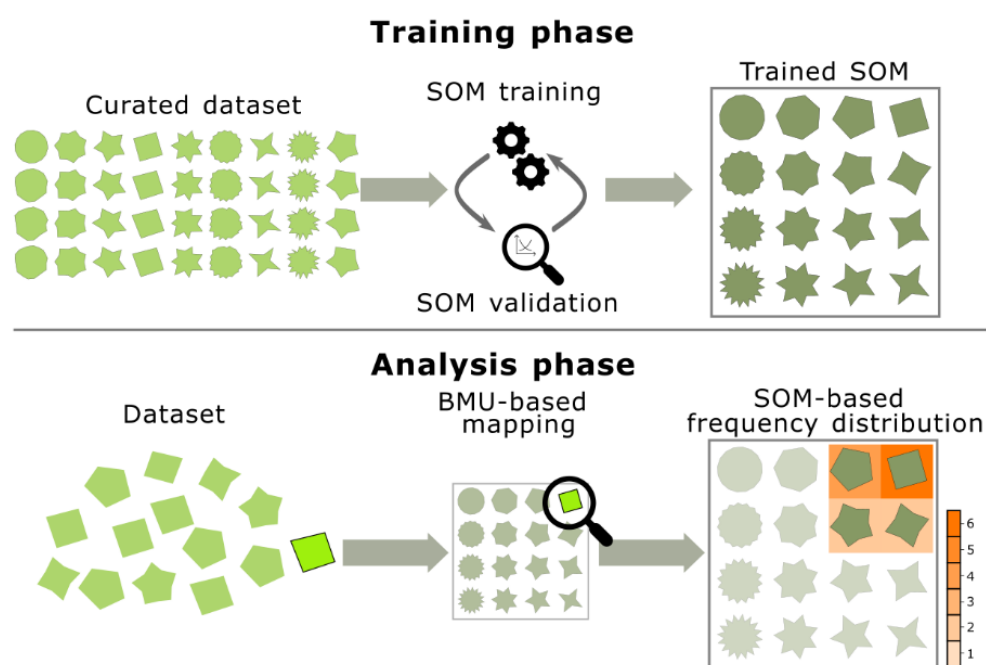 Training phase
Curated dataset
SOM training
SOM validation
Trained SOM
Analysis phase
Dataset
BMU-based
mapping
SOM-based
frequency distribution
6
5
4
3
2
1